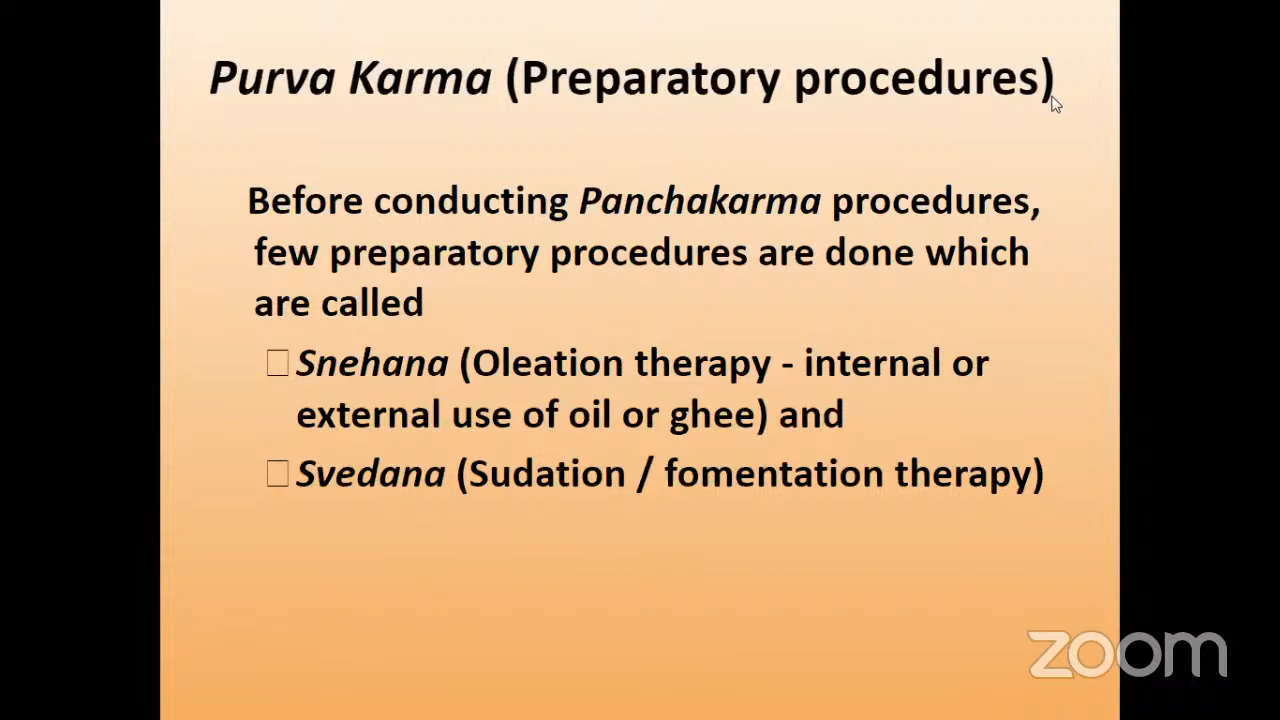 Purva Karma (Preparatory procedures)
Before conducting Panchakarma procedures,
few preparatory procedures are done which
are called
Snehana (Oleation therapy - internal or
external use of oil or ghee) and
Svedana (Sudation / fomentation therapy)
zoom